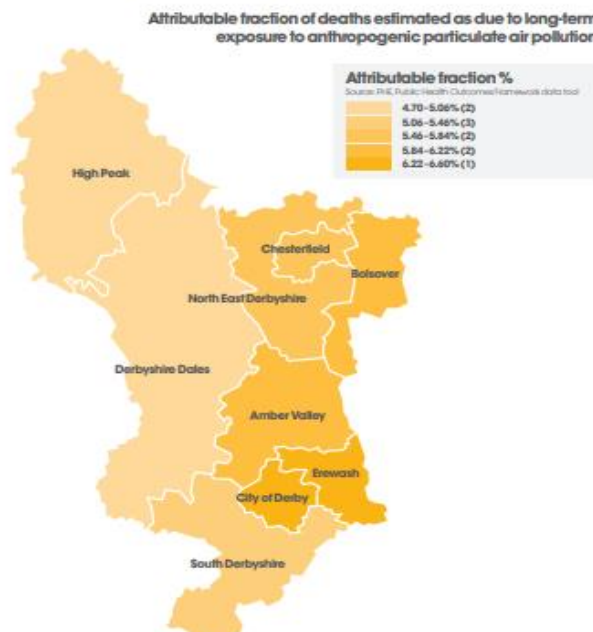 Attributable fraction of deaths estimated as due to long-term
exposure to anthropogenic particulate air pollution
Attributable fraction %
Source: PHE, Public Health Outcomes Framework data tool
4.70-5.06% (2)
5.06-5.46% (3)
5.46-5.84% (2)
5.84-6.22% (2)
6.22-6.60% (1)
High Peak
Chesterfield
Bolsover
North East Derbyshire
Derbyshire Dales
Amber Valley
Erewash
City of Derby
South Derbyshire